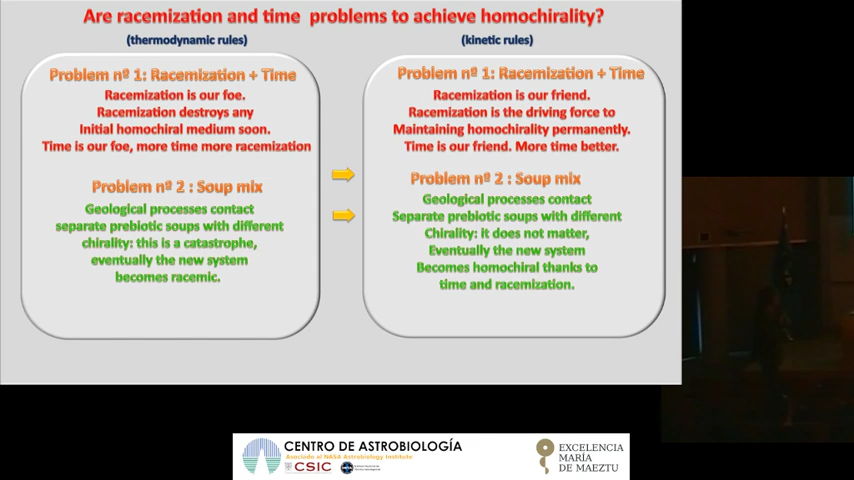 Are racemization and time problems to achieve homochirality?
(thermodynamic rules)
(kinetic rules)
Problem nº 1: Racemization + Time
Racemization is our foe.
Racemization destroys any
Initial homochiral medium soon.
Time is our foe, more time more racemization
Problem nº 2 : Soup mix
Geological processes contact
separate prebiotic soups with different
chirality: this is a catastrophe,
eventually the new system
becomes racemic.
Problem nº 1: Racemization + Time
Racemization is our friend.
Racemization is the driving force to
Maintaining homochirality permanently.
Time is our friend. More time better.
Problem nº 2 : Soup mix
Geological processes contact
Separate prebiotic soups with different
Chirality: it does not matter,
Eventually the new system
Becomes homochiral thanks to
time and racemization.
CENTRO DE ASTROBIOLOGÍA
Asociado al NASA Astrobiology Institute
CSIC
EXCELENCIA
MARÍA
DE MAEZTU